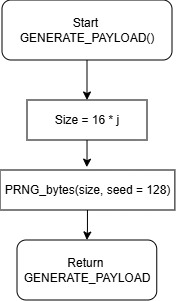 Start
GENERATE_PAYLOAD()
Size = 16 * j
PRNG_bytes(size, seed = 128)
Return
GENERATE_PAYLOAD